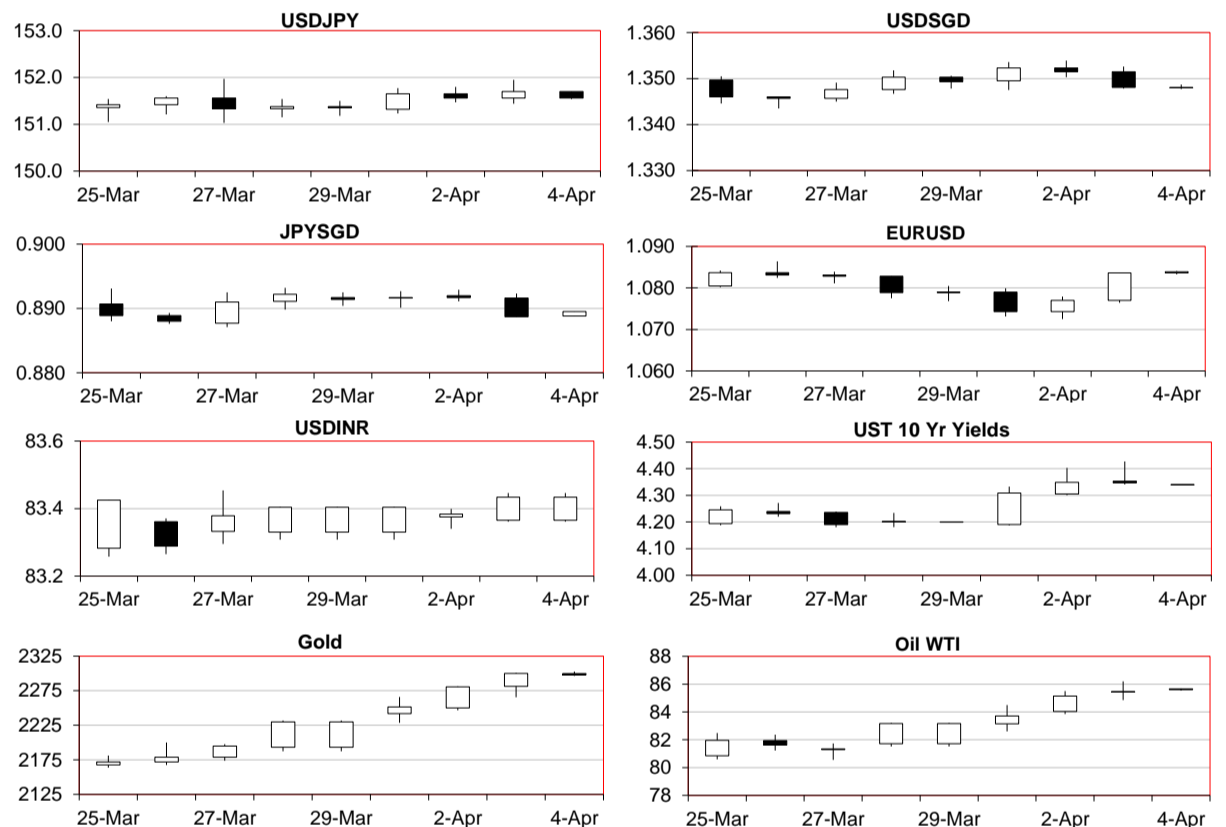 USDJPY
153.0
152.0
151.0
150.0
25-Mar 27-Mar 29-Mar 2-Apr 4-Apr
USDSGD
1.360
1.350
1.340
1.330
25-Mar 27-Mar 29-Mar 2-Apr 4-Apr
JPYSGD
0.900
0.890
0.880
25-Mar 27-Mar 29-Mar 2-Apr 4-Apr
EURUSD
1.090
1.080
1.070
1.060
25-Mar 27-Mar 29-Mar 2-Apr 4-Apr
USDINR
83.6
83.4
83.2
25-Mar 27-Mar 29-Mar 2-Apr 4-Apr
UST 10 Yr Yields
4.50
4.40
4.30
4.20
4.10
4.00
25-Mar 27-Mar 29-Mar 2-Apr 4-Apr
Gold
2325
2275
2225
2175
2125
25-Mar 27-Mar 29-Mar 2-Apr 4-Apr
Oil WTI
88
86
84
82
80
78
25-Mar 27-Mar 29-Mar 2-Apr 4-Apr